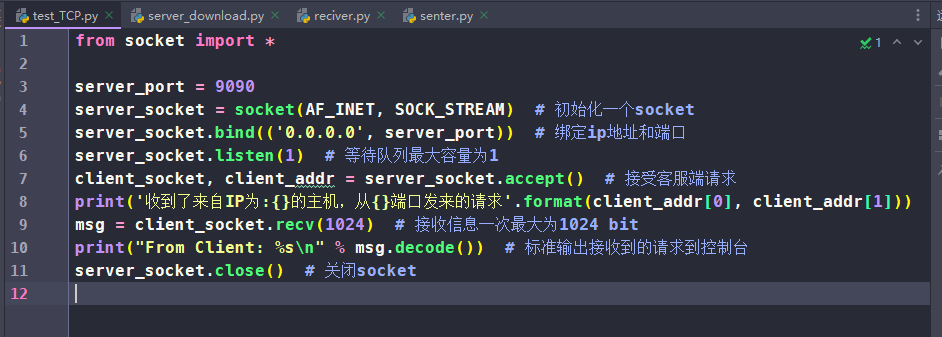 test_TCP.py server_download.py reciver.py senter.py
1 from socket import * 1
2
3 server_port = 9090
4 server_socket = socket(AF_INET, SOCK_STREAM)  # 初始化一个socket
5 server_socket.bind(('0.0.0.0', server_port))  # 绑定ip地址和端口
6 server_socket.listen(1)  # 等待队列最大容量为1
7 client_socket, client_addr = server_socket.accept()  # 接受客服端请求
8 print('收到了来自IP为:{}的主机，从{}端口发来的请求'.format(client_addr[0], client_addr[1]))
9 msg = client_socket.recv(1024)  # 接收信息一次最大为1024 bit
10 print("From Client: %s\n" % msg.decode())  # 标准输出接收到的请求到控制台
11 server_socket.close()  # 关闭socket
12